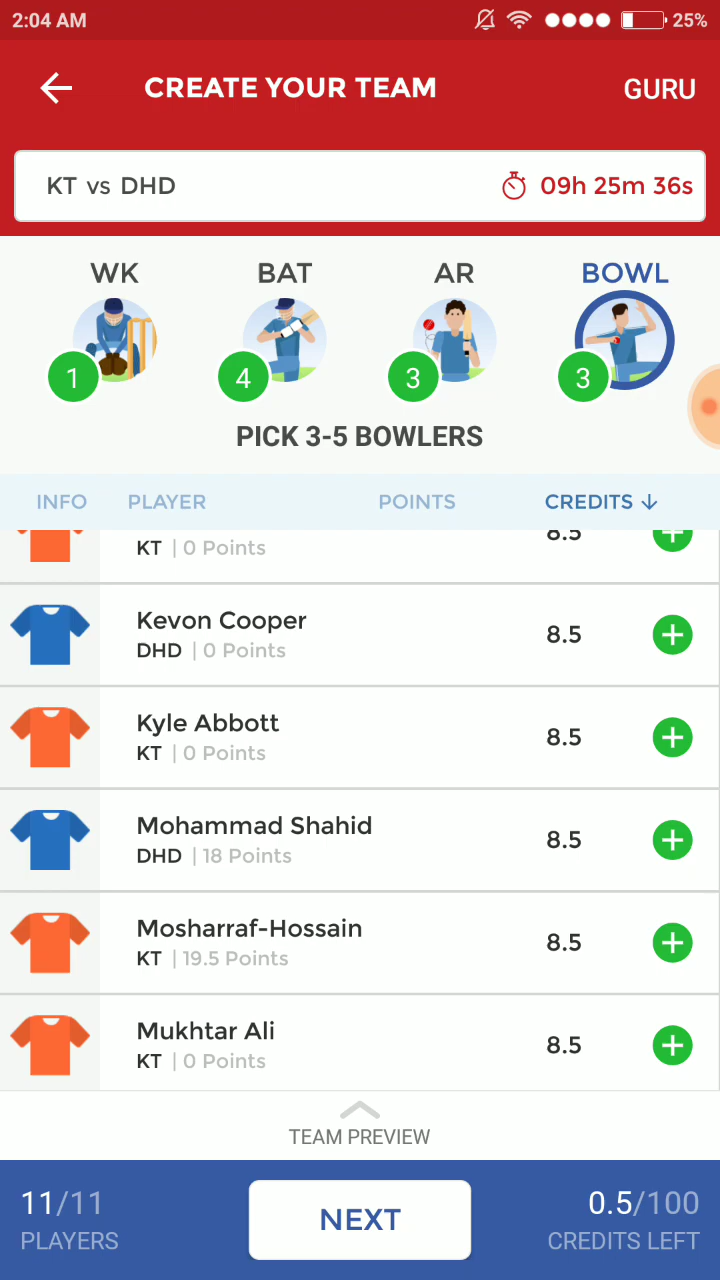 2:04 AM 25%
CREATE YOUR TEAM GURU
KT vs DHD 09h 25m 36s
WK BAT AR BOWL
1 4 3 3
PICK 3-5 BOWLERS
INFO PLAYER POINTS CREDITS ↓
8.5
KT | 0 Points
Kevon Cooper
DHD | 0 Points 8.5
Kyle Abbott
KT | 0 Points 8.5
Mohammad Shahid
DHD | 18 Points 8.5
Mosharraf-Hossain
KT | 19.5 Points 8.5
Mukhtar Ali
KT | 0 Points 8.5
TEAM PREVIEW
11/11 NEXT 0.5/100
PLAYERS CREDITS LEFT